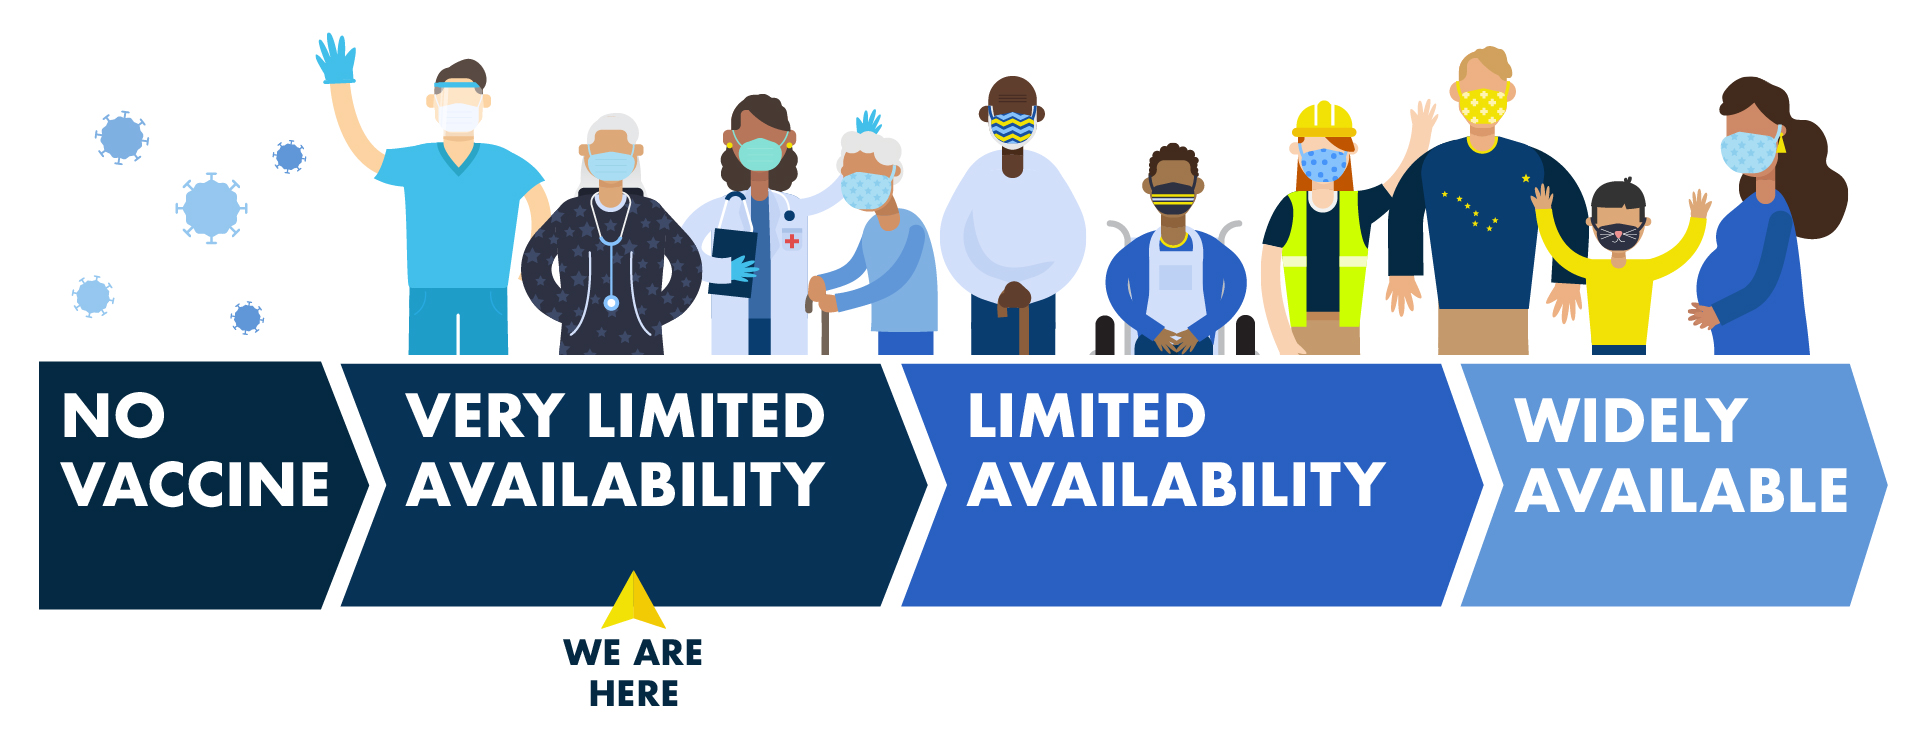 NO
VACCINE
VERY LIMITED
AVAILABILITY
LIMITED
AVAILABILITY
WIDELY
AVAILABLE
WE ARE
HERE